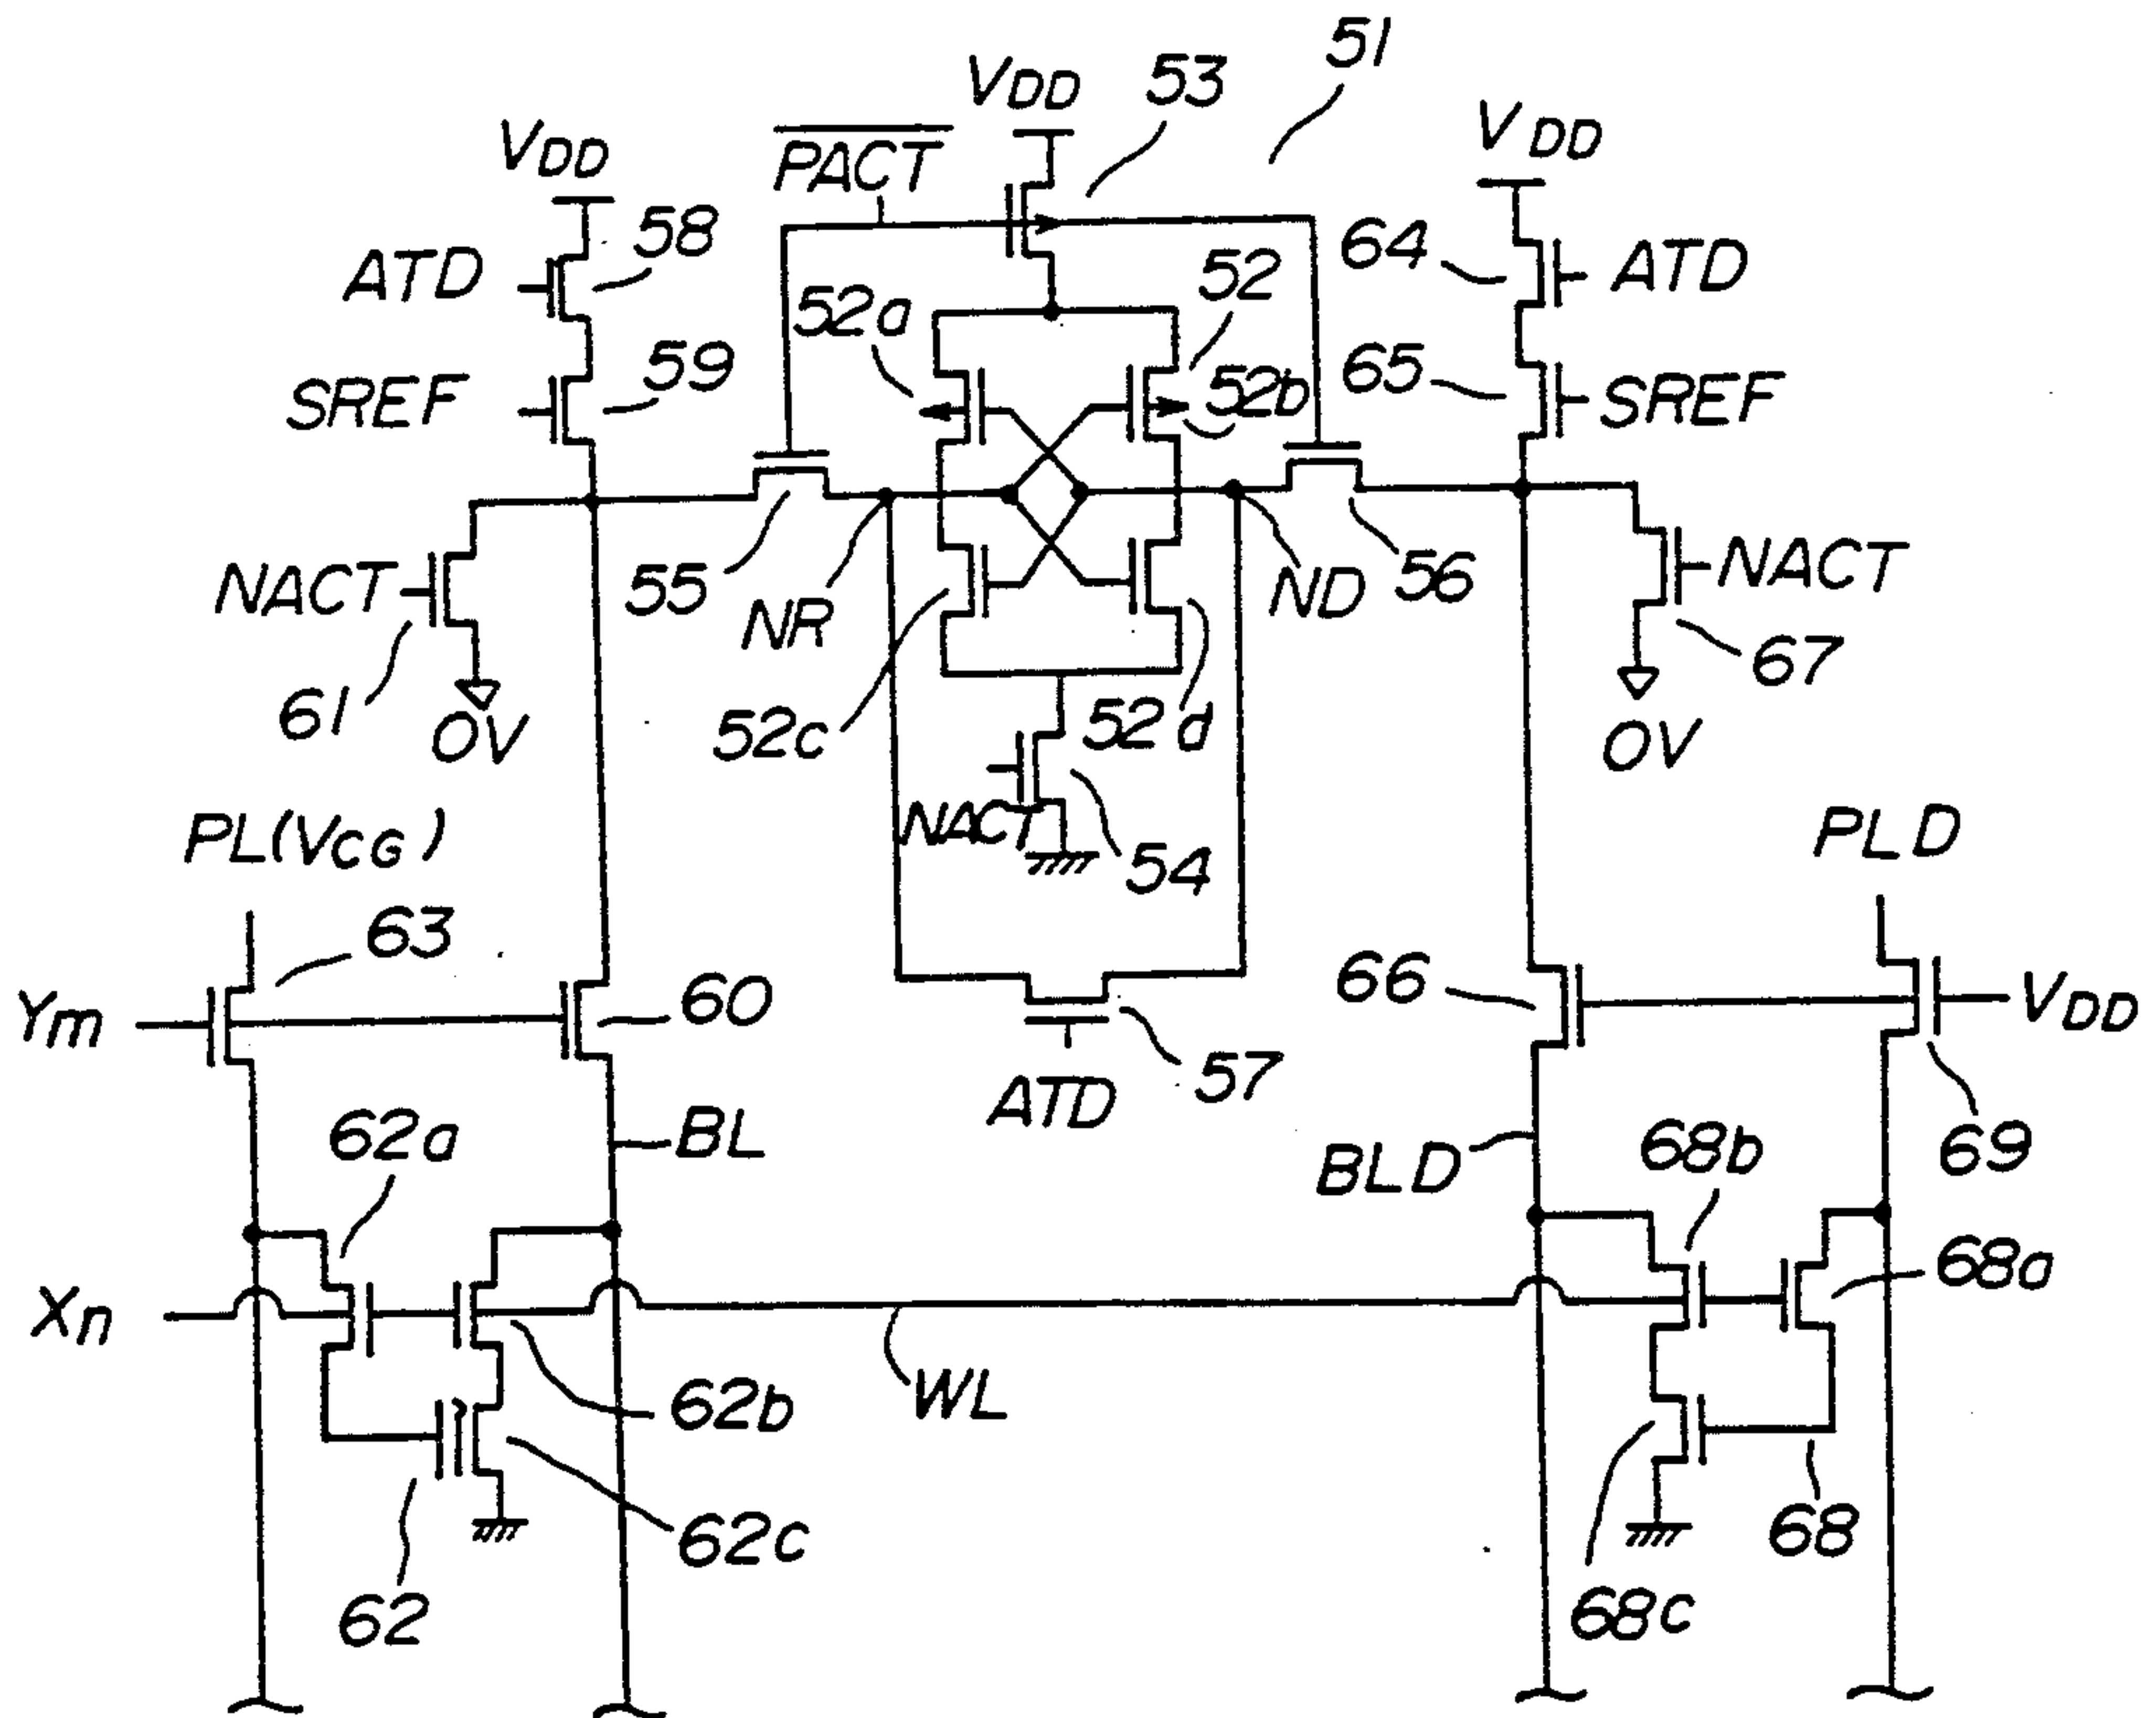 51
VDD
53
VDD
PACT
VDD
58
64
ATD
ATD
52
52a
59
65
52b
SREF
SREF
NACT
55
NR
ND
56
NACT
67
61
52c
52d
0V
0V
NACT
54
PL(VCG)
PLD
63
66
60
Ym
VDD
57
ATD
62a
BL
68b
69
BLD
68a
Xn
WL
62b
68
62c
68c
62